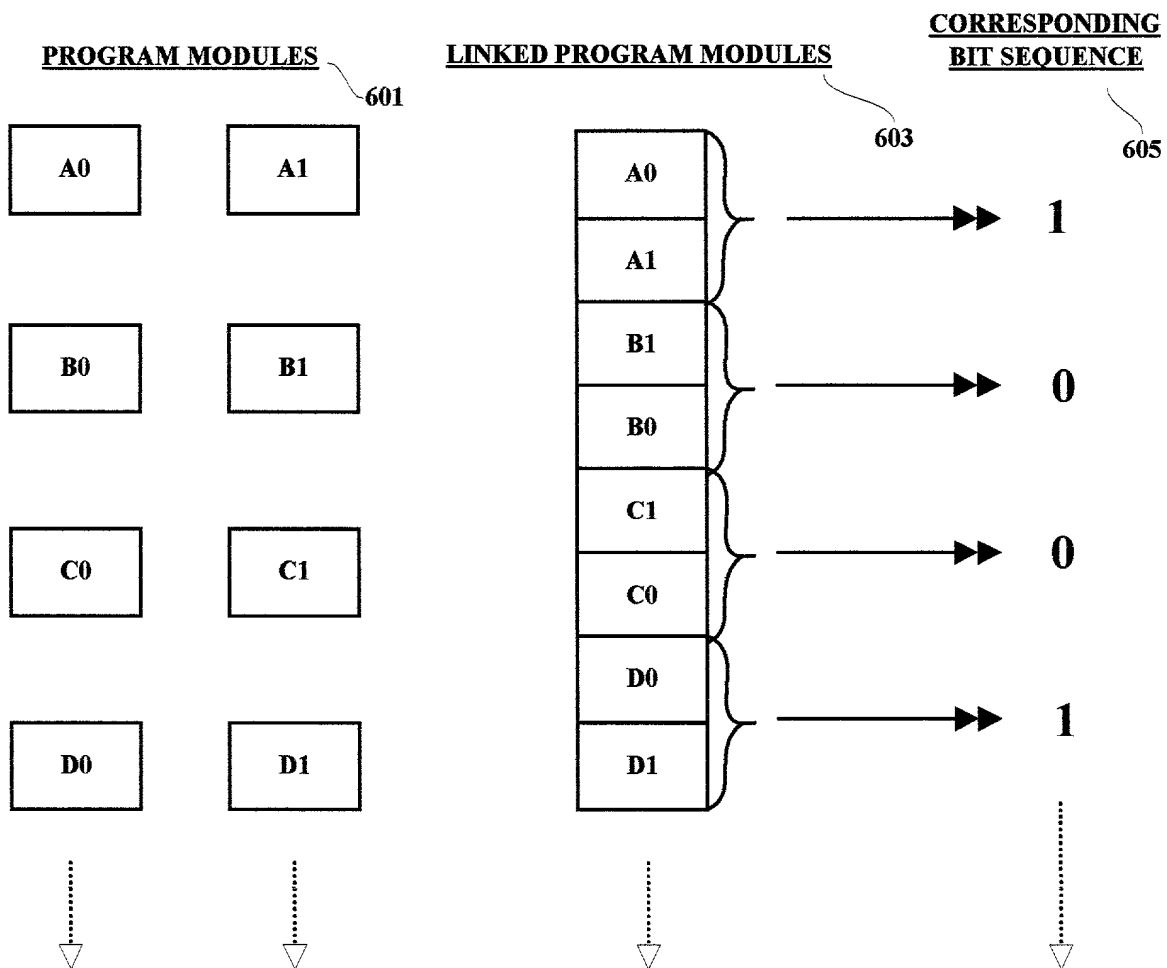 PROGRAM MODULES
601
LINKED PROGRAM MODULES
603
CORRESPONDING
BIT SEQUENCE
605
A0
A1
B0
B1
C0
C1
D0
D1
A0
A1
B1
B0
C1
C0
D0
D1
1
0
0
1